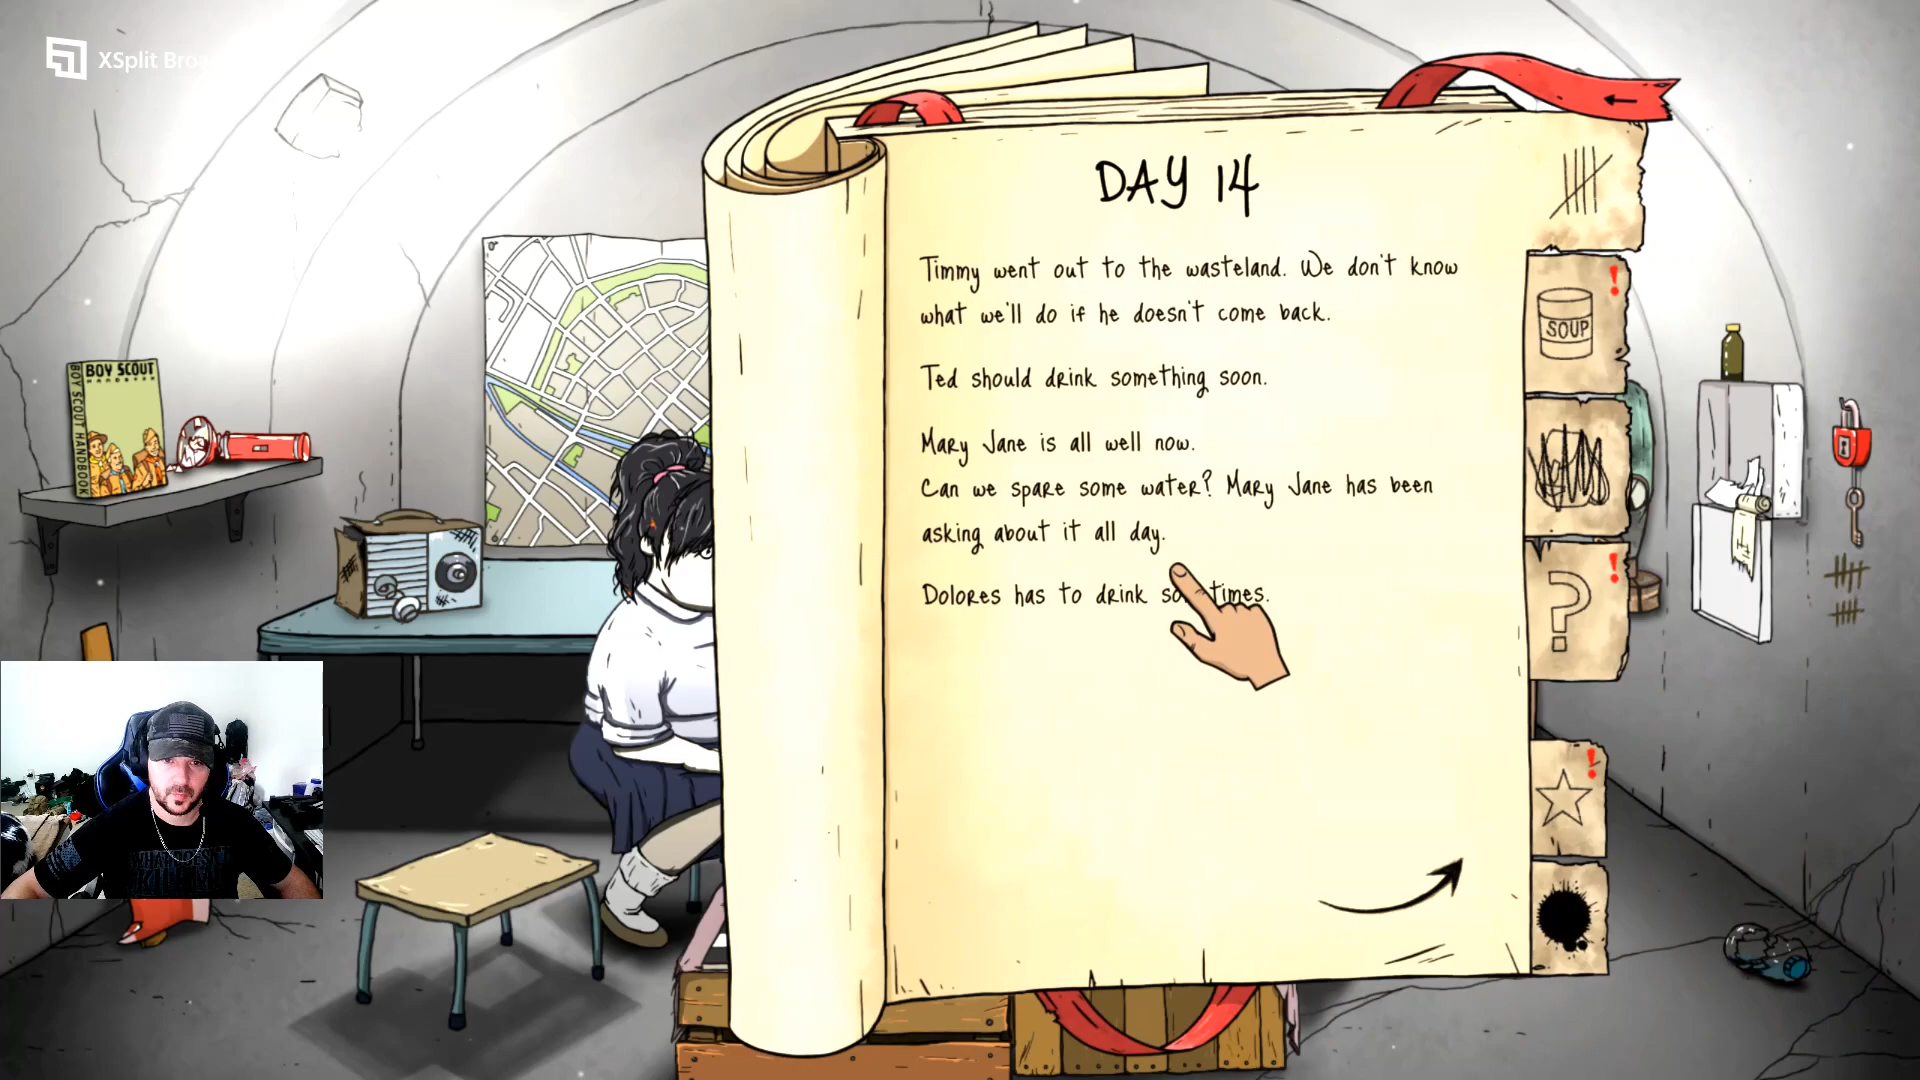 XSplit Broa
DAY 14
Timmy went out to the wasteland. We don't know
what we'll do if he doesn't come back.
Ted should drink something soon.
Mary Jane is all well now.
Can we spare some water? Mary Jane has been
asking about it all day.
Dolores has to drink so times.
SOUP
BOY SCOUT
HANDBOOK
BOY SCOUT HANDBOOK